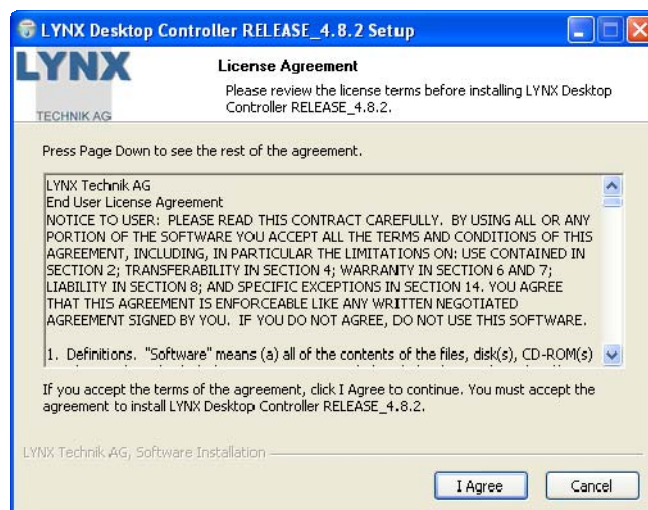 LYNX Desktop Controller RELEASE_4.8.2 Setup
LYNX
TECHNIK AG
License Agreement
Please review the license terms before installing LYNX Desktop
Controller RELEASE_4.8.2.
Press Page Down to see the rest of the agreement.
LYNX Technik AG
End User License Agreement
NOTICE TO USER: PLEASE READ THIS CONTRACT CAREFULLY. BY USING ALL OR ANY
PORTION OF THE SOFTWARE YOU ACCEPT ALL THE TERMS AND CONDITIONS OF THIS
AGREEMENT, INCLUDING, IN PARTICULAR THE LIMITATIONS ON: USE CONTAINED IN
SECTION 2; TRANSFERABILITY IN SECTION 4; WARRANTY IN SECTION 6 AND 7;
LIABILITY IN SECTION 8; AND SPECIFIC EXCEPTIONS IN SECTION 14. YOU AGREE
THAT THIS AGREEMENT IS ENFORCEABLE LIKE ANY WRITTEN NEGOTIATED
AGREEMENT SIGNED BY YOU. IF YOU DO NOT AGREE, DO NOT USE THIS SOFTWARE.
1. Definitions. "Software" means (a) all of the contents of the files, disk(s), CD-ROM(s)
If you accept the terms of the agreement, click I Agree to continue. You must accept the
agreement to install LYNX Desktop Controller RELEASE_4.8.2.
LYNX Technik AG, Software Installation
I Agree
Cancel